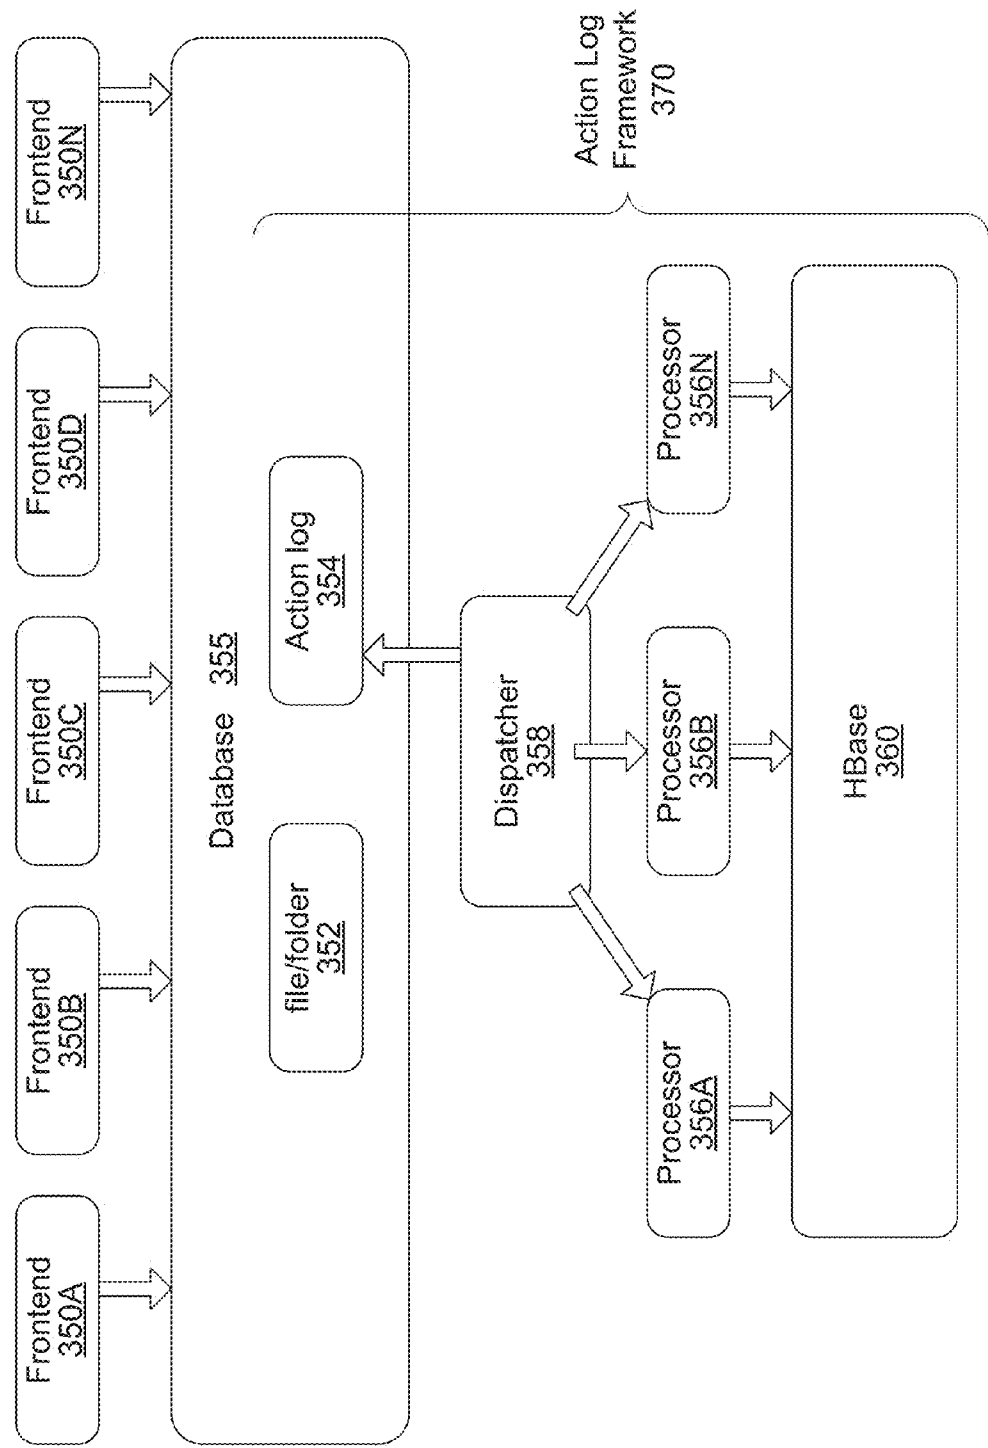 Frontend
350A
Frontend
350B
Frontend
350C
Frontend
350D
Frontend
350N
Database 355
file/folder
352
Action log
354
Dispatcher
358
Processor
356A
Processor
356B
Processor
356N
HBase
360
Action Log
Framework
370